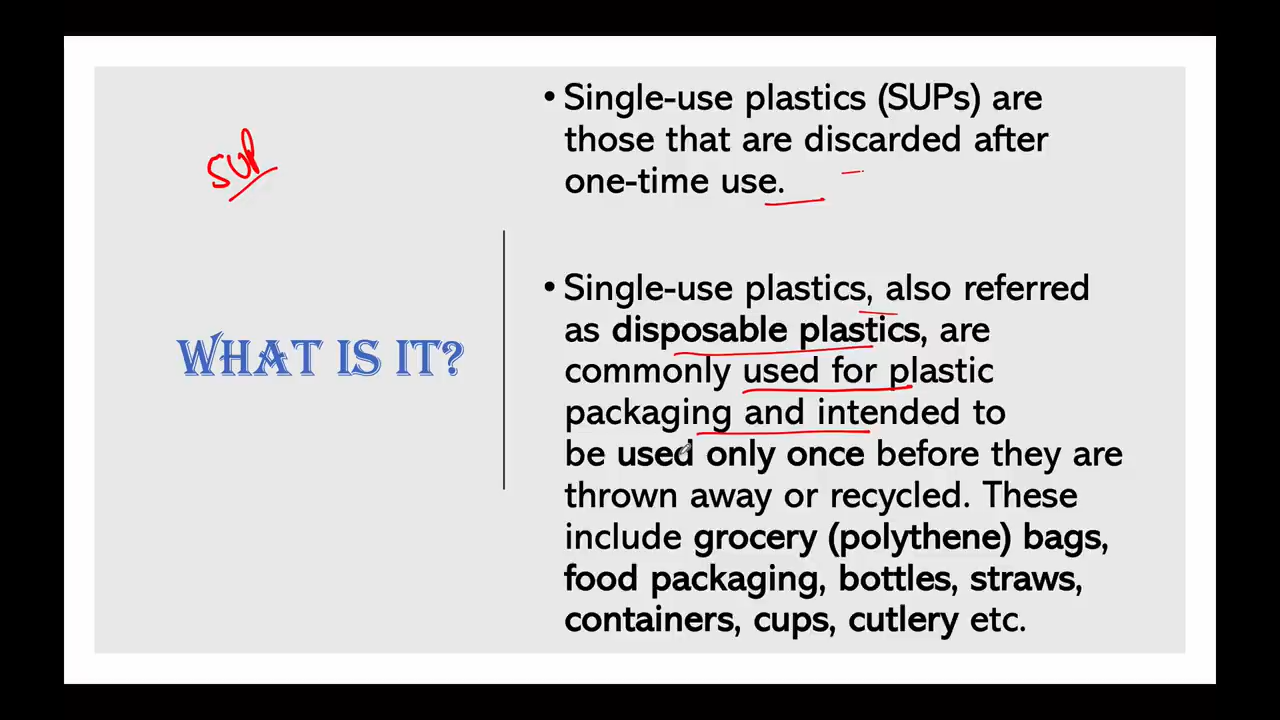 SUP
WHAT IS IT?
• Single-use plastics (SUPs) are
those that are discarded after
one-time use.
• Single-use plastics, also referred
as disposable plastics, are
commonly used for plastic
packaging and intended to
be used only once before they are
thrown away or recycled. These
include grocery (polythene) bags,
food packaging, bottles, straws,
containers, cups, cutlery etc.